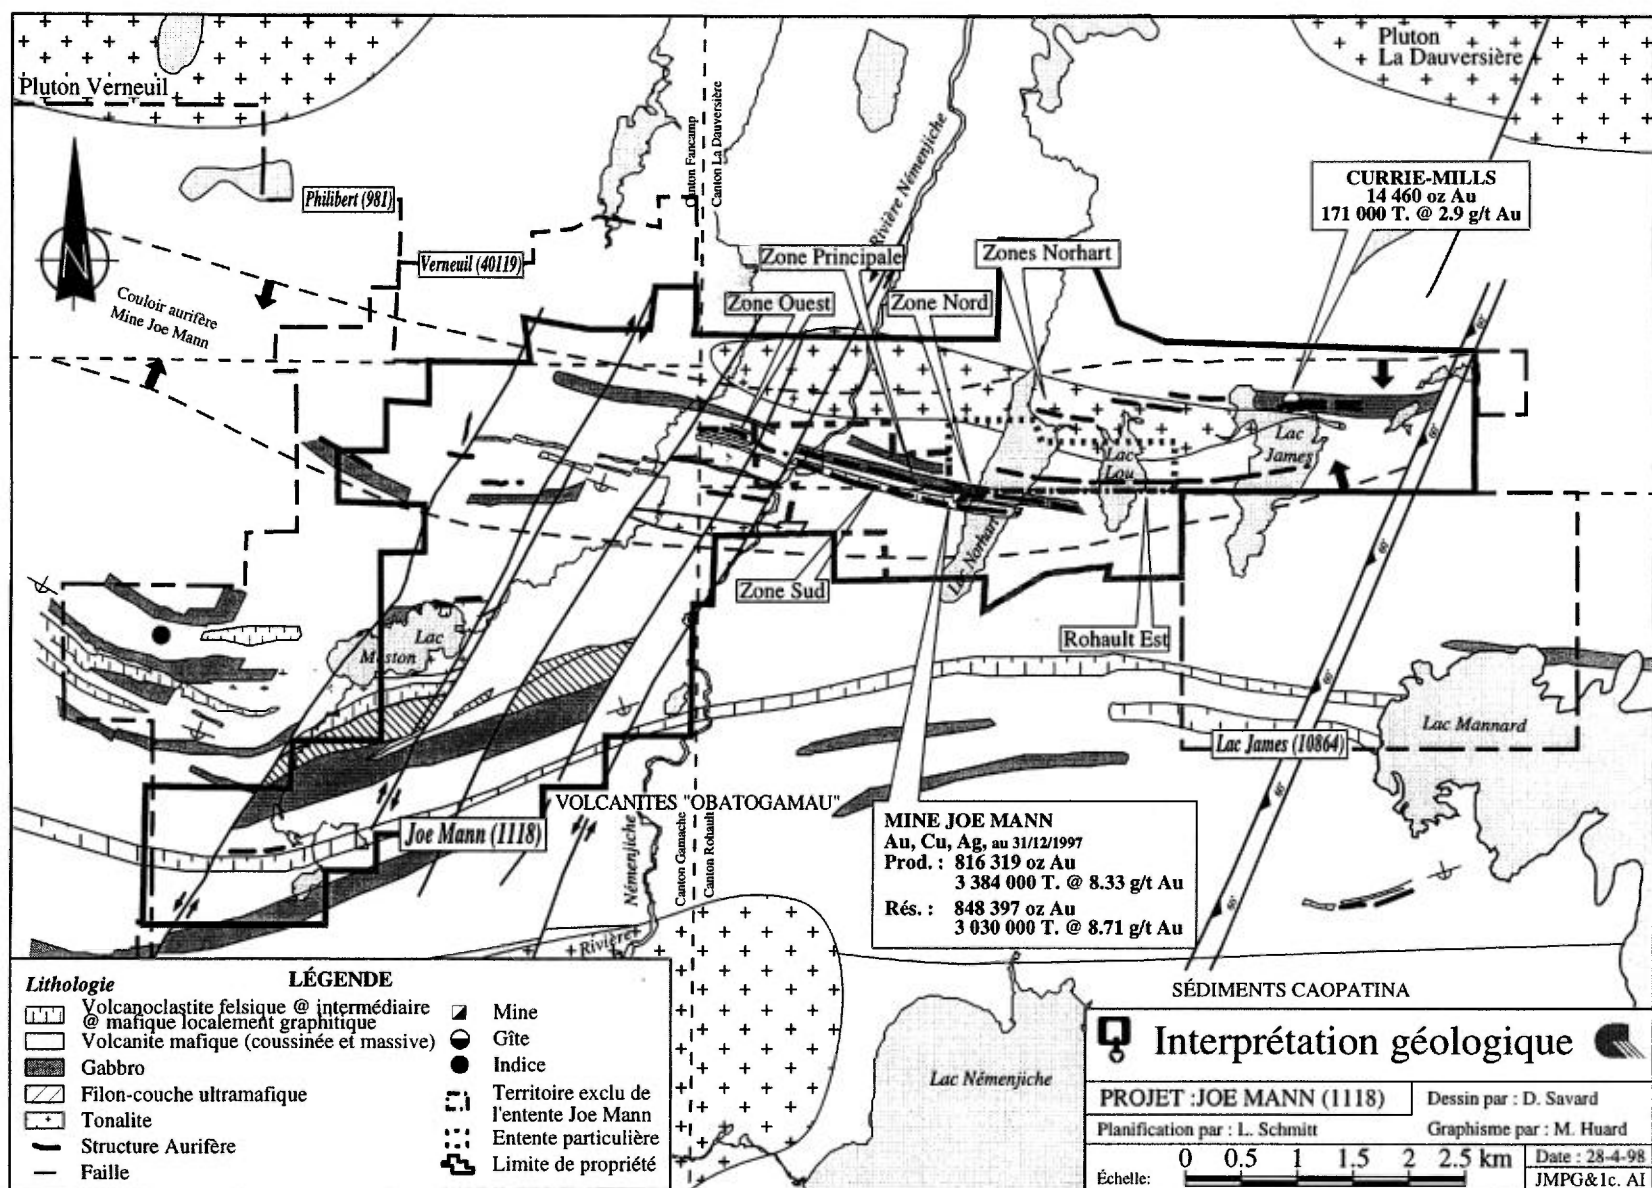 Pluton Verneuil
Pluton
La Dauversière
Canton Fancamp
Canton La Dauversière
Rivière Némenjiche
Philibert (981)
Verneuil (40119)
N
Couloir aurifère
Mine Joe Mann
CURRIE-MILLS
14 460 oz Au
171 000 T. @ 2.9 g/t Au
Zone Principale
Zones Norhart
Zone Ouest
Zone Nord
60°
60°
60°
60°
60°
60°
Lac
James
Lac
Lou
Lac Norhart
Zone Sud
Rohault Est
Lac
Meston
Lac Mannard
Lac James (10864)
VOLCANITES "OBATOGAMAU"
Joe Mann (1118)
Canton Gamache
Canton Rohault
Némenjiche
Rivière
MINE JOE MANN
Au, Cu, Ag, au 31/12/1997
Prod. : 816 319 oz Au
3 384 000 T. @ 8.33 g/t Au
Rés. : 848 397 oz Au
3 030 000 T. @ 8.71 g/t Au
SÉDIMENTS CAOPATINA
Lac Némenjiche
LÉGENDE
Lithologie
Volcanoclastite felsique @ intermédiaire
@ mafique localement graphitique
Volcanite mafique (coussinée et massive)
Gabbro
Filon-couche ultramafique
Tonalite
Structure Aurifère
Faille
Mine
Gîte
Indice
Territoire exclu de
l'entente Joe Mann
Entente particulière
Limite de propriété
Interprétation géologique
PROJET :JOE MANN (1118)
Dessin par : D. Savard
Planification par : L. Schmitt
Graphisme par : M. Huard
Échelle:
0 0.5 1 1.5 2 2.5 km
Date : 28-4-98
JMPG&1c. AI